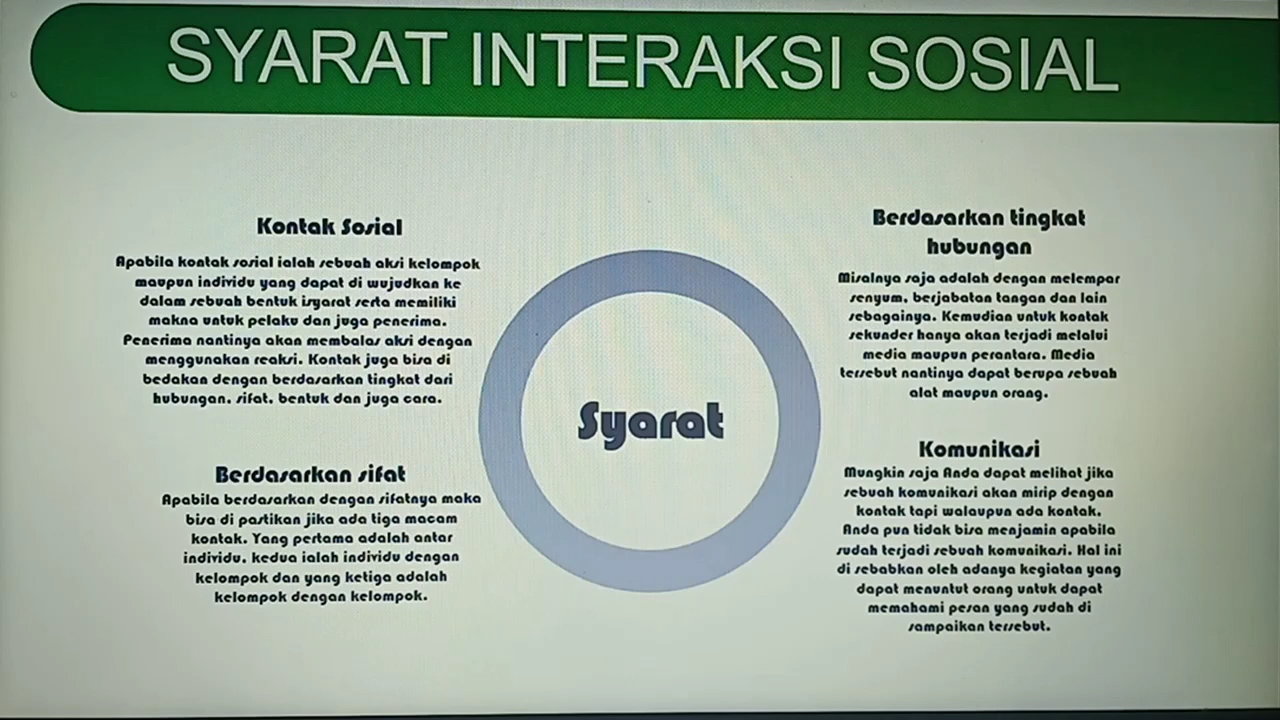 SYARAT INTERAKSI SOSIAL
Kontak Sosial
Apabila kontak sosial ialah sebuah aksi kelompok
maupun individu yang dapat di wujudkan ke
dalam sebuah bentuk isyarat serta memiliki
makna untuk pelaku dan juga penerima.
Penerima nantinya akan membalas aksi dengan
menggunakan reaksi. Kontak juga bisa di
bedakan dengan berdasarkan tingkat dari
hubungan, sifat, bentuk dan juga cara.
Berdasarkan sifat
Apabila berdasarkan dengan sifatnya maka
bisa di pastikan jika ada tiga macam
kontak. Yang pertama adalah antar
individu, kedua ialah individu dengan
kelompok dan yang ketiga adalah
kelompok dengan kelompok.
Syarat
Berdasarkan tingkat
hubungan
Misalnya saja adalah dengan melempar
senyum, berjabatan tangan dan lain
sebagainya. Kemudian untuk kontak
sekunder hanya akan terjadi melalui
media maupun perantara. Media
tersebut nantinya dapat berupa sebuah
alat maupun orang.
Komunikasi
Mungkin saja Anda dapat melihat jika
sebuah komunikasi akan mirip dengan
kontak tapi walaupun ada kontak.
Anda pun tidak bisa menjamin apabila
sudah terjadi sebuah komunikasi. Hal ini
di sebabkan oleh adanya kegiatan yang
dapat menuntut orang untuk dapat
memahami pesan yang sudah di
sampaikan tersebut.